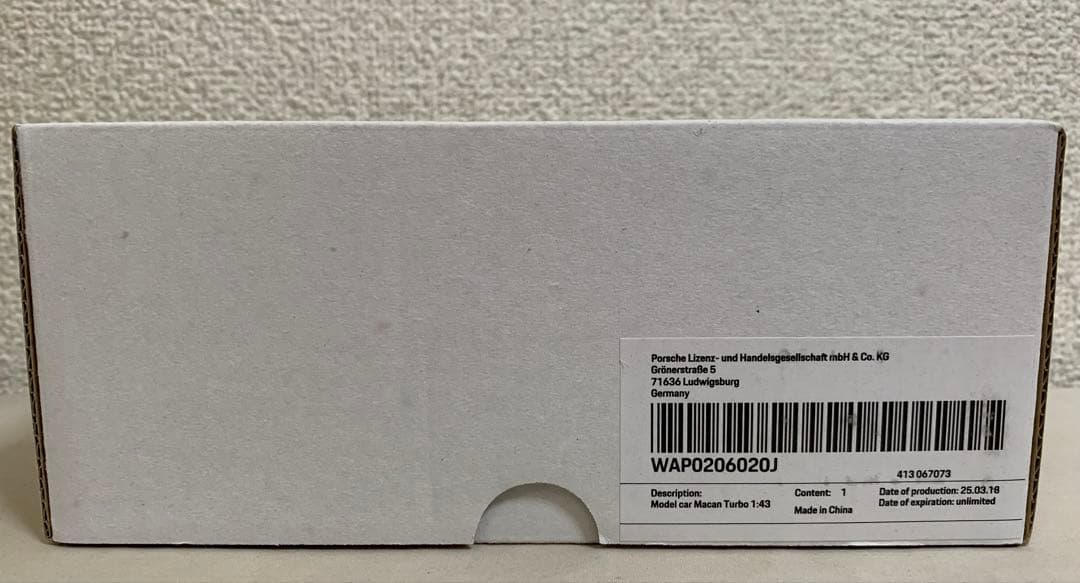 Porsche Lizenz- und Handelsgesellschaft mbH & Co. KG
Grönerstraße 5
71636 Ludwigsburg
Germany
WAP0206020J
413 067073
Description:
Model car Macan Turbo 1:43
Content: 1
Made in China
Date of production: 25.03.18
Date of expiration: unlimited